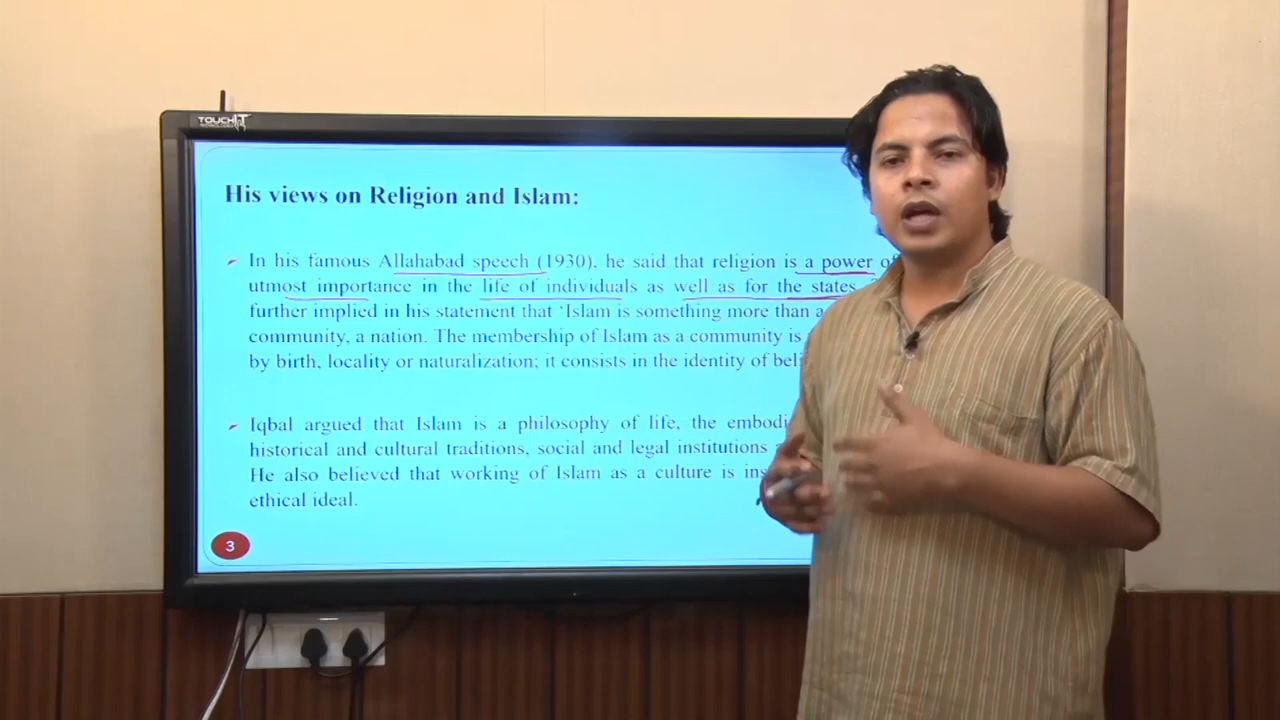 TOUCHIT
His views on Religion and Islam:
➢ In his famous Allahabad speech (1930), he said that religion is a power of
utmost importance in the life of individuals as well as for the states.
further implied in his statement that ‘Islam is something more than a
community, a nation. The membership of Islam as a community is
by birth, locality or naturalization; it consists in the identity of
➢ Iqbal argued that Islam is a philosophy of life, the
historical and cultural traditions, social and legal institutions
He also believed that working of Islam as a culture is
ethical ideal.
3